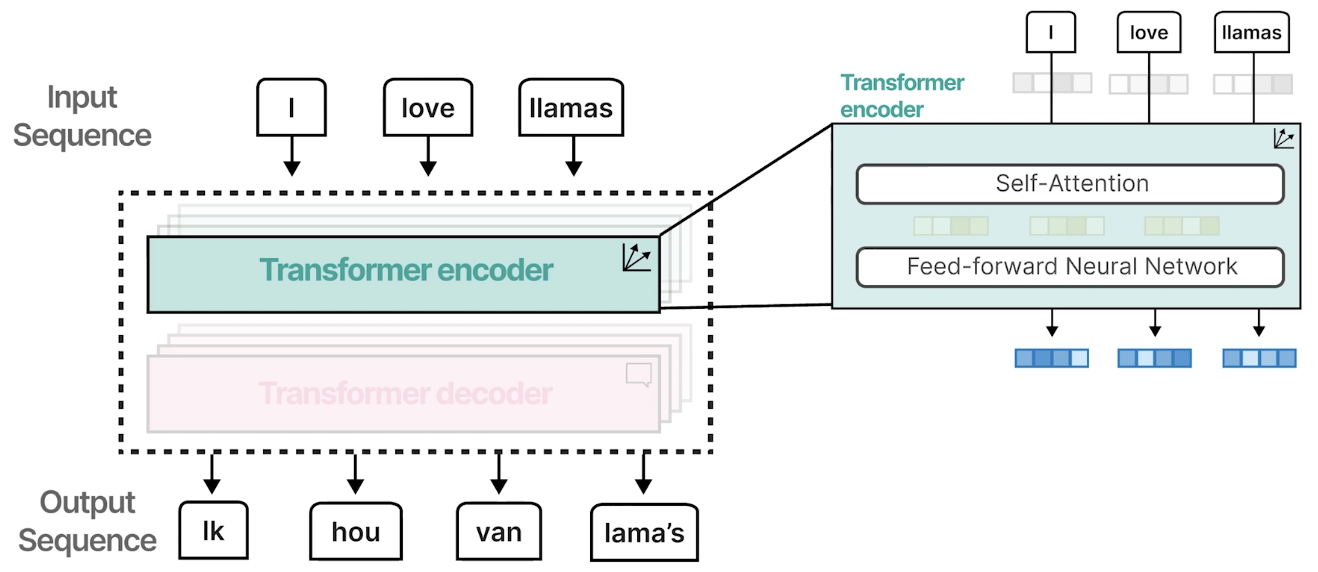 Input
Sequence
I
love
llamas
Transformer encoder
Transformer decoder
Output
Sequence
Ik
hou
van
lama's
I
love
llamas
Transformer
encoder
Self-Attention
Feed-forward Neural Network